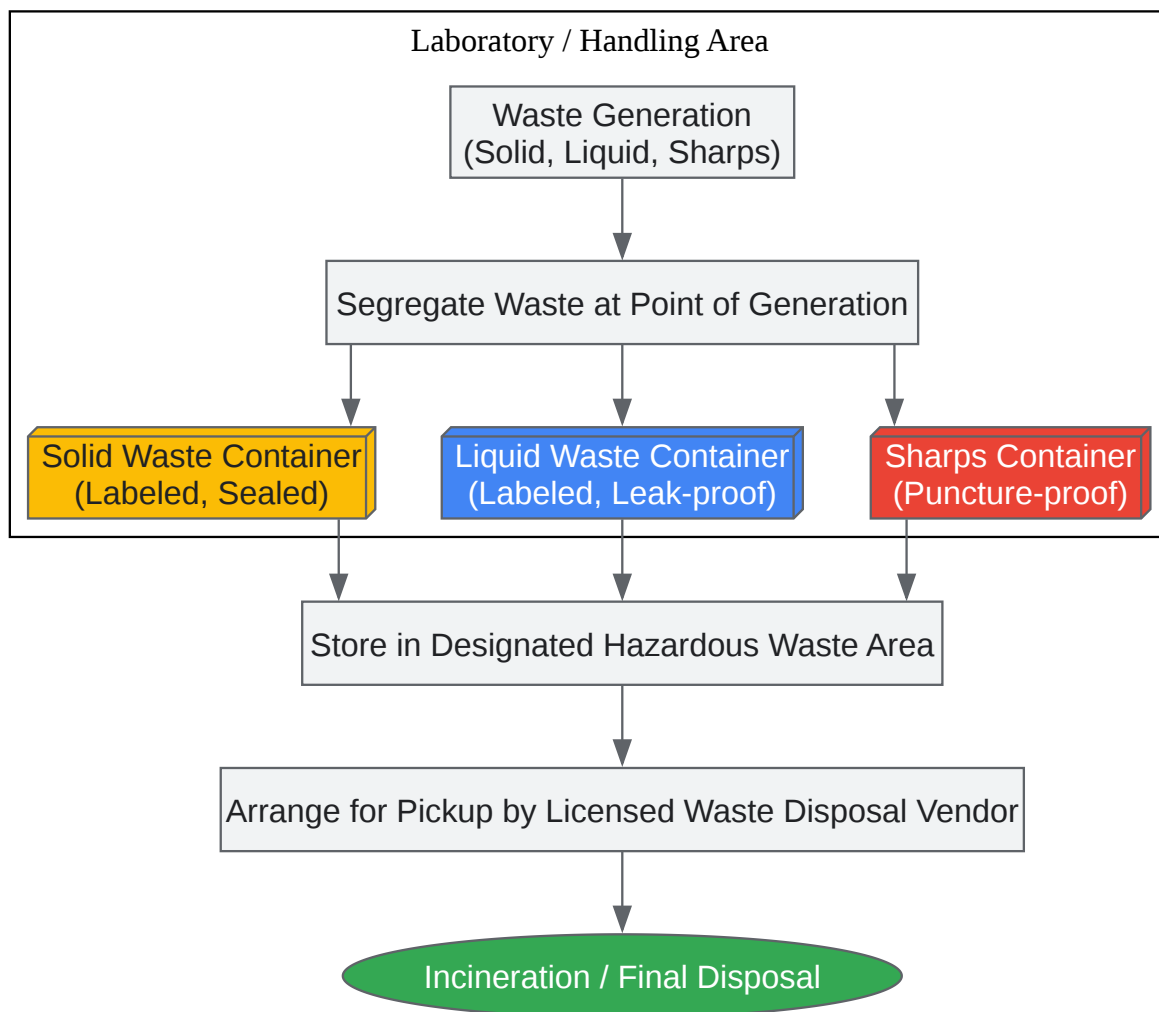 Laboratory / Handling Area
Waste Generation
(Solid, Liquid, Sharps)
Segregate Waste at Point of Generation
Solid Waste Container
(Labeled, Sealed)
Liquid Waste Container
(Labeled, Leak-proof)
Sharps Container
(Puncture-proof)
Store in Designated Hazardous Waste Area
Arrange for Pickup by Licensed Waste Disposal Vendor
Incineration / Final Disposal